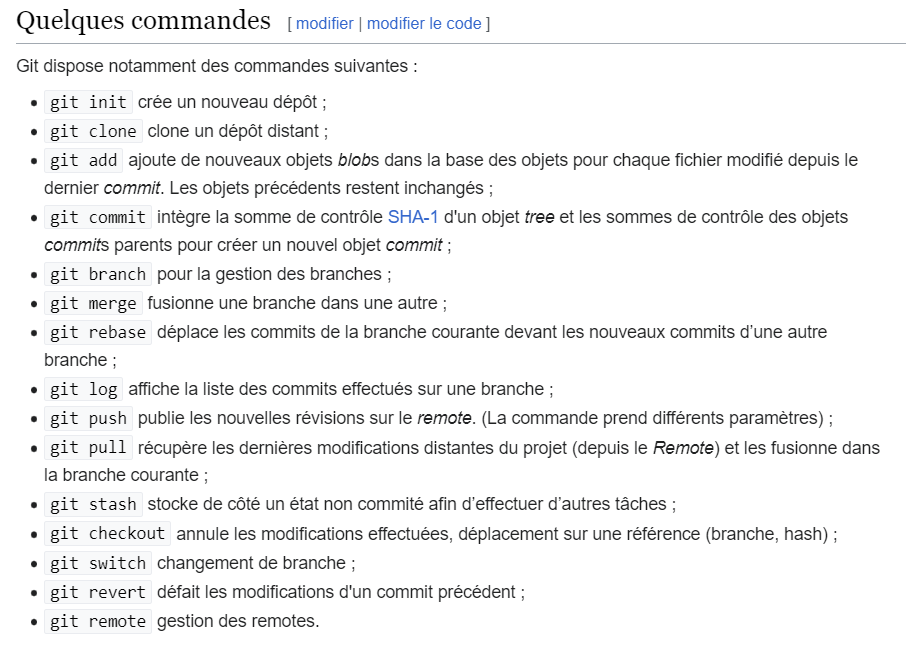 Quelques commandes [ modifier | modifier le code ]
Git dispose notamment des commandes suivantes :
• git init crée un nouveau dépôt ;
• git clone clone un dépôt distant ;
• git add ajoute de nouveaux objets blobs dans la base des objets pour chaque fichier modifié depuis le
dernier commit. Les objets précédents restent inchangés ;
• git commit intègre la somme de contrôle SHA-1 d'un objet tree et les sommes de contrôle des objets
commits parents pour créer un nouvel objet commit ;
• git branch pour la gestion des branches ;
• git merge fusionne une branche dans une autre ;
• git rebase déplace les commits de la branche courante devant les nouveaux commits d’une autre
branche ;
• git log affiche la liste des commits effectués sur une branche ;
• git push publie les nouvelles révisions sur le remote. (La commande prend différents paramètres) ;
• git pull récupère les dernières modifications distantes du projet (depuis le Remote) et les fusionne dans
la branche courante ;
• git stash stocke de côté un état non commité afin d’effectuer d’autres tâches ;
• git checkout annule les modifications effectuées, déplacement sur une référence (branche, hash) ;
• git switch changement de branche ;
• git revert défait les modifications d'un commit précédent ;
• git remote gestion des remotes.